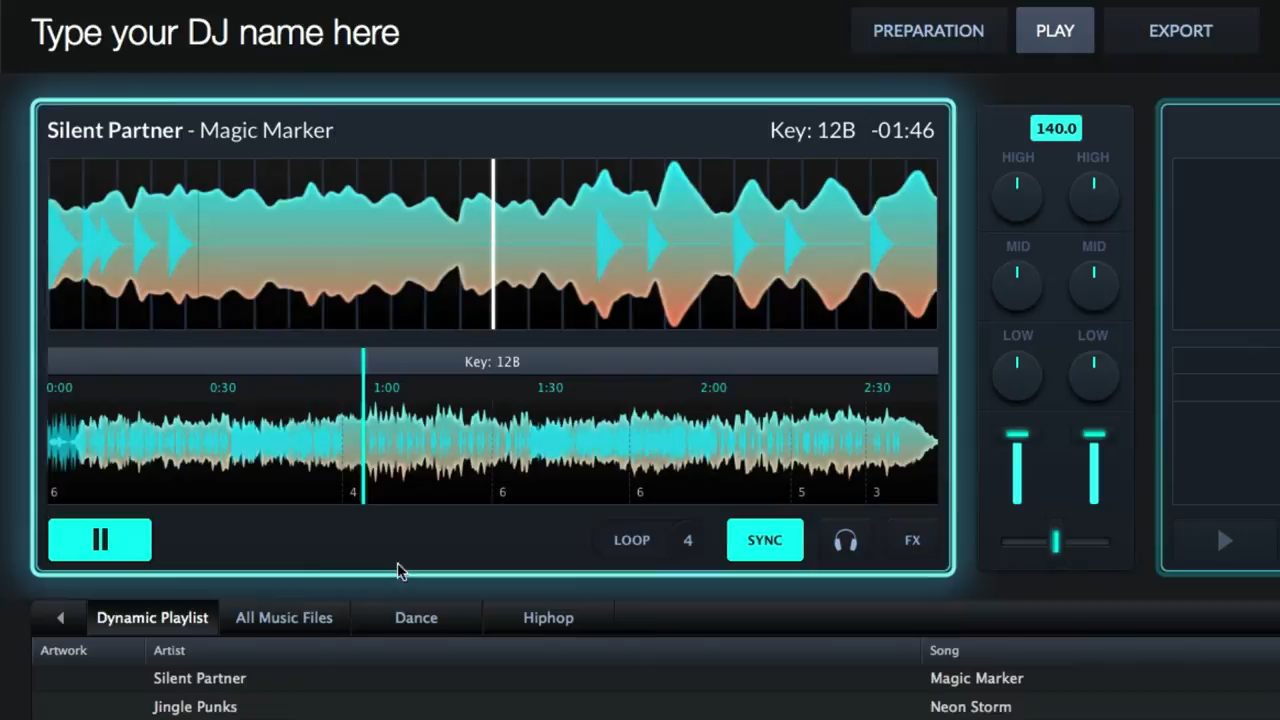 Type your DJ name here
PREPARATION PLAY EXPORT
Silent Partner - Magic Marker Key: 12B -01:46
140.0
HIGH HIGH
MID MID
LOW LOW
Key: 12B
0:00 0:30 1:00 1:30 2:00 2:30
6 4 6 6 5 3
LOOP 4 SYNC FX
Dynamic Playlist All Music Files Dance Hiphop
Artwork Artist Song
Silent Partner Magic Marker
Jingle Punks Neon Storm